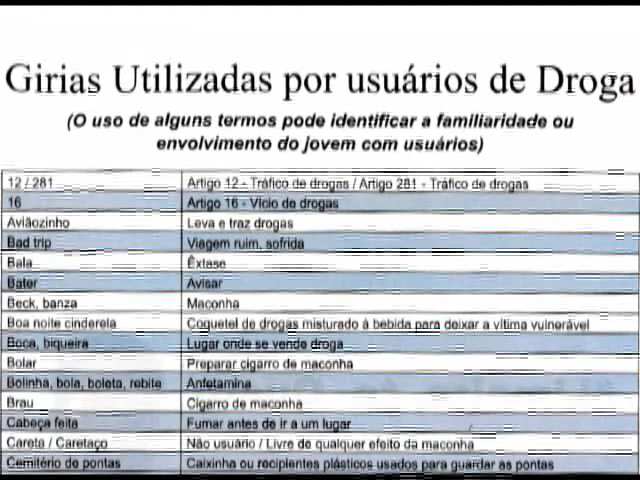 Girias Utilizadas por usuários de Droga
(O uso de alguns termos pode identificar a familiaridade ou
envolvimento do jovem com usuários)
12 / 281 Artigo 12 - Tráfico de drogas / Artigo 281 - Tráfico de drogas
16 Artigo 16 - Vício de drogas
Aviãozinho Leva e traz drogas
Bad trip Viagem ruim, sofrida
Bala Êxtase
Bater Avisar
Beck, banza Maconha
Boa noite cinderela Coquetel de drogas misturado à bebida para deixar a vítima vulnerável
Boca, biqueira Lugar onde se vende droga
Bolar Preparar cigarro de maconha
Bolinha, bola, boleta, rebite Anfetamina
Brau Cigarro de maconha
Cabeça feita Fumar antes de ir a um lugar
Careta / Caretaço Não usuário / Livre de qualquer efeito da maconha
Cemitério de pontas Caixinha ou recipientes plásticos usados para guardar as pontas